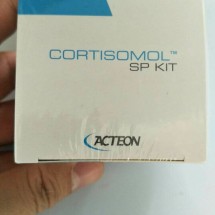 CORTISOMOL™
SP KIT
ACTEON